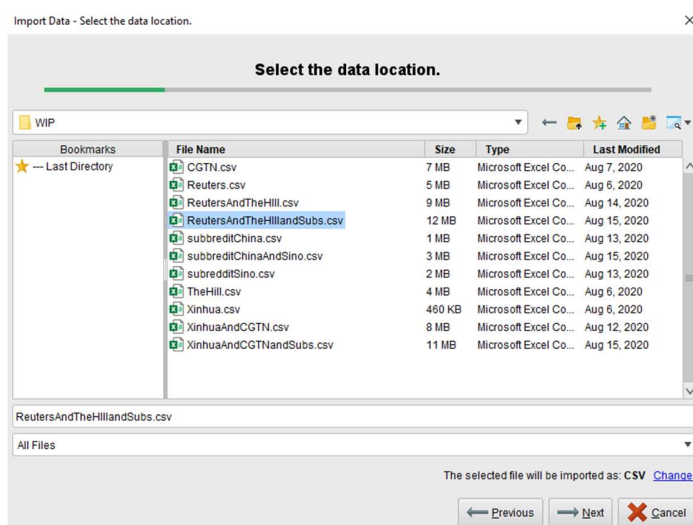 Import Data - Select the data location.
Select the data location.
WIP
Bookmarks File Name Size Type Last Modified
--- Last Directory CGTN.csv 7 MB Microsoft Excel Co... Aug 7, 2020
Reuters.csv 5 MB Microsoft Excel Co... Aug 6, 2020
ReutersAndTheHIll.csv 9 MB Microsoft Excel Co... Aug 14, 2020
ReutersAndTheHIllandSubs.csv 12 MB Microsoft Excel Co... Aug 15, 2020
subbreditChina.csv 1 MB Microsoft Excel Co... Aug 13, 2020
subbreditChinaAndSino.csv 3 MB Microsoft Excel Co... Aug 15, 2020
subredditSino.csv 2 MB Microsoft Excel Co... Aug 13, 2020
TheHill.csv 4 MB Microsoft Excel Co... Aug 6, 2020
Xinhua.csv 460 KB Microsoft Excel Co... Aug 6, 2020
XinhuaAndCGTN.csv 8 MB Microsoft Excel Co... Aug 12, 2020
XinhuaAndCGTNandSubs.csv 11 MB Microsoft Excel Co... Aug 15, 2020
ReutersAndTheHIllandSubs.csv
All Files
The selected file will be imported as: CSV Change
Previous Next Cancel